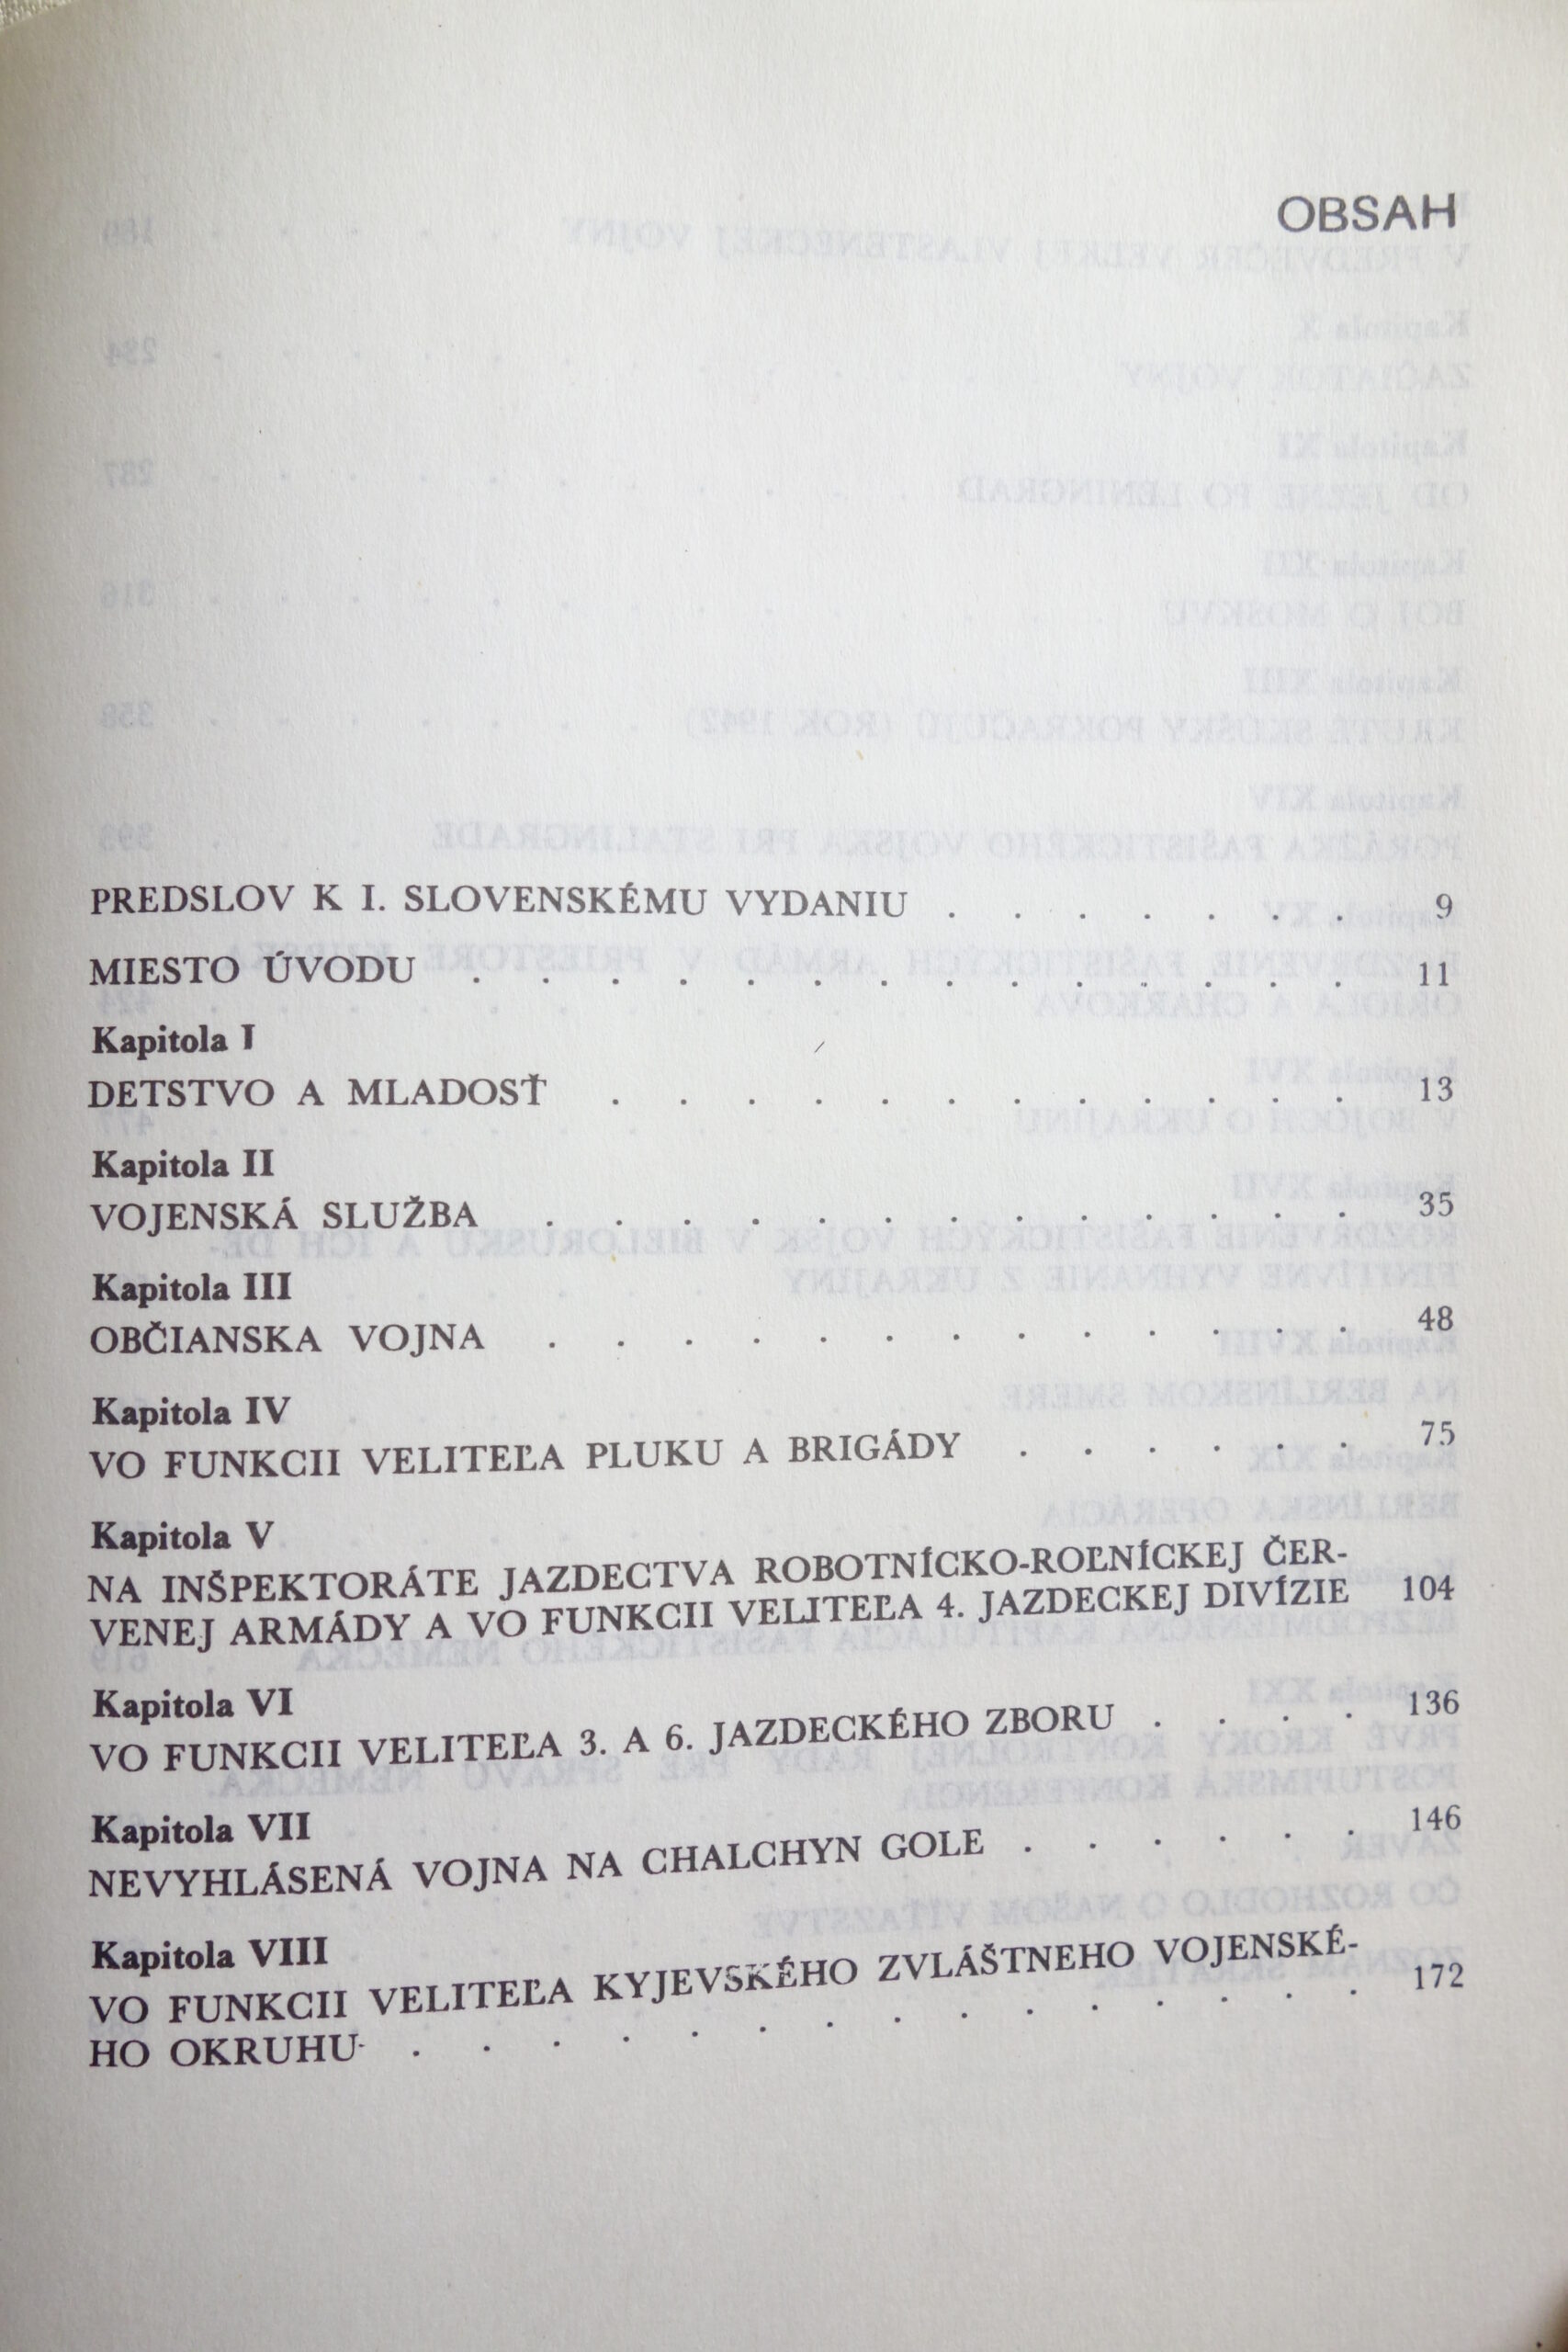 OBSAH
PREDSLOV K I. SLOVENSKÉMU VYDANIU . . . . . . . 9
MIESTO ÚVODU . . . . . . . . . . . . . . 11
Kapitola I
DETSTVO A MLADOSŤ . . . . . . . . . . . . 13
Kapitola II
VOJENSKÁ SLUŽBA . . . . . . . . . . . . . 35
Kapitola III
OBČIANSKA VOJNA . . . . . . . . . . . . . 48
Kapitola IV
VO FUNKCII VELITEĽA PLUKU A BRIGÁDY . . . . . . 75
Kapitola V
NA INŠPEKTORÁTE JAZDECTVA ROBOTNÍCKO-ROĽNÍCKEJ ČER-
VENEJ ARMÁDY A VO FUNKCII VELITEĽA 4. JAZDECKEJ DIVÍZIE 104
Kapitola VI
VO FUNKCII VELITEĽA 3. A 6. JAZDECKÉHO ZBORU . . . . 136
Kapitola VII
NEVYHLÁSENÁ VOJNA NA CHALCHYN GOLE . . . . . . 146
Kapitola VIII
VO FUNKCII VELITEĽA KYJEVSKÉHO ZVLÁŠTNEHO VOJENSKÉ-
HO OKRUHU . . . . . . . . . . . . . . . 172